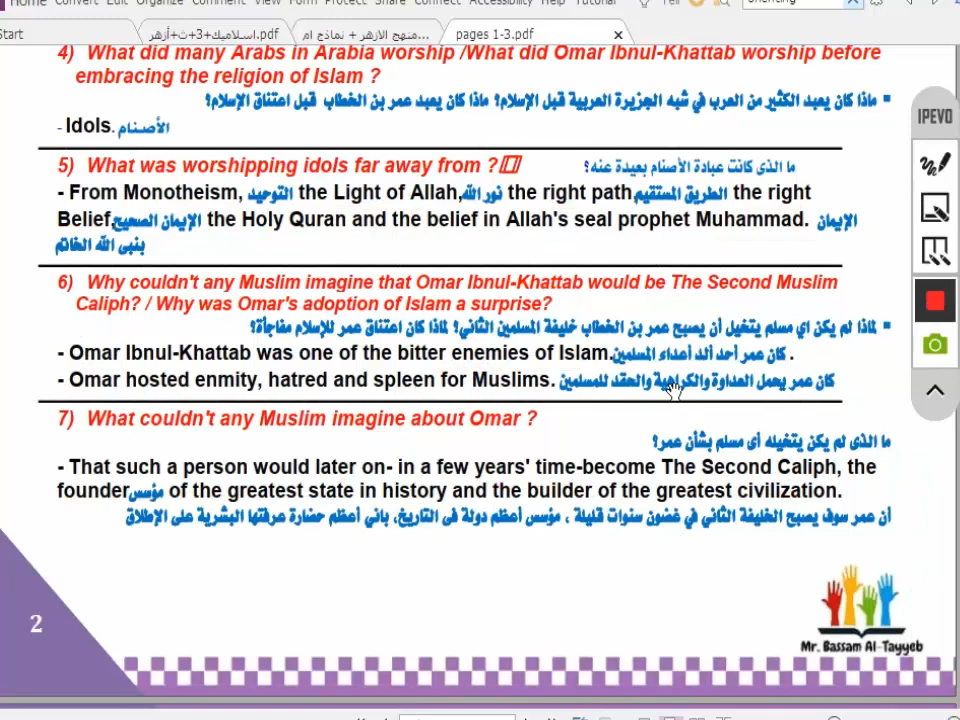 Home Convert Edit Organize Comment View Form Protect Share Connect Accessibility Help Tutorial
Start
اسلاميك+3+ث+أزهر.pdf
منهج الازهر + نماذج ام...
pages 1-3.pdf
4) What did many Arabs in Arabia worship /What did Omar Ibnul-Khattab worship before
embracing the religion of Islam ?
▪ ماذا كان يعبد الكثير من العرب في شبه الجزيرة العربية قبل الإسلام؟ ماذا كان يعبد عمر بن الخطاب قبل اعتناق الإسلام؟
- Idols. الأصنام
5) What was worshipping idols far away from ? ما الذى كانت عبادة الأصنام بعيدة عنه؟
- From Monotheism, التوحيد the Light of Allah, نور الله the right path الطريق المستقيم, the right
Belief, الإيمان الصحيح the Holy Quran and the belief in Allah's seal prophet Muhammad. الإيمان
بنبى الله الخاتم
6) Why couldn't any Muslim imagine that Omar Ibnul-Khattab would be The Second Muslim
Caliph? / Why was Omar's adoption of Islam a surprise?
▪ لماذا لم يكن اي مسلم يتخيل أن يصبح عمر بن الخطاب خليفة المسلمين الثاني؟ لماذا كان اعتناق عمر للإسلام مفاجأة؟
- Omar Ibnul-Khattab was one of the bitter enemies of Islam. كان عمر أحد ألد أعداء المسلمين .
- Omar hosted enmity, hatred and spleen for Muslims. كان عمر يحمل العداوة والكراهية والحقد للمسلمين
7) What couldn't any Muslim imagine about Omar ?
ما الذى لم يكن يتخيله أى مسلم بشأن عمر؟
- That such a person would later on- in a few years' time-become The Second Caliph, the
founder مؤسس of the greatest state in history and the builder of the greatest civilization.
أن عمر سوف يصبح الخليفة الثاني في غضون سنوات قليلة ، مؤسس أعظم دولة فى التاريخ، باني أعظم حضارة عرفتها البشرية على الإطلاق
2
Mr. Bassam Al-Tayyeb
IPEVO